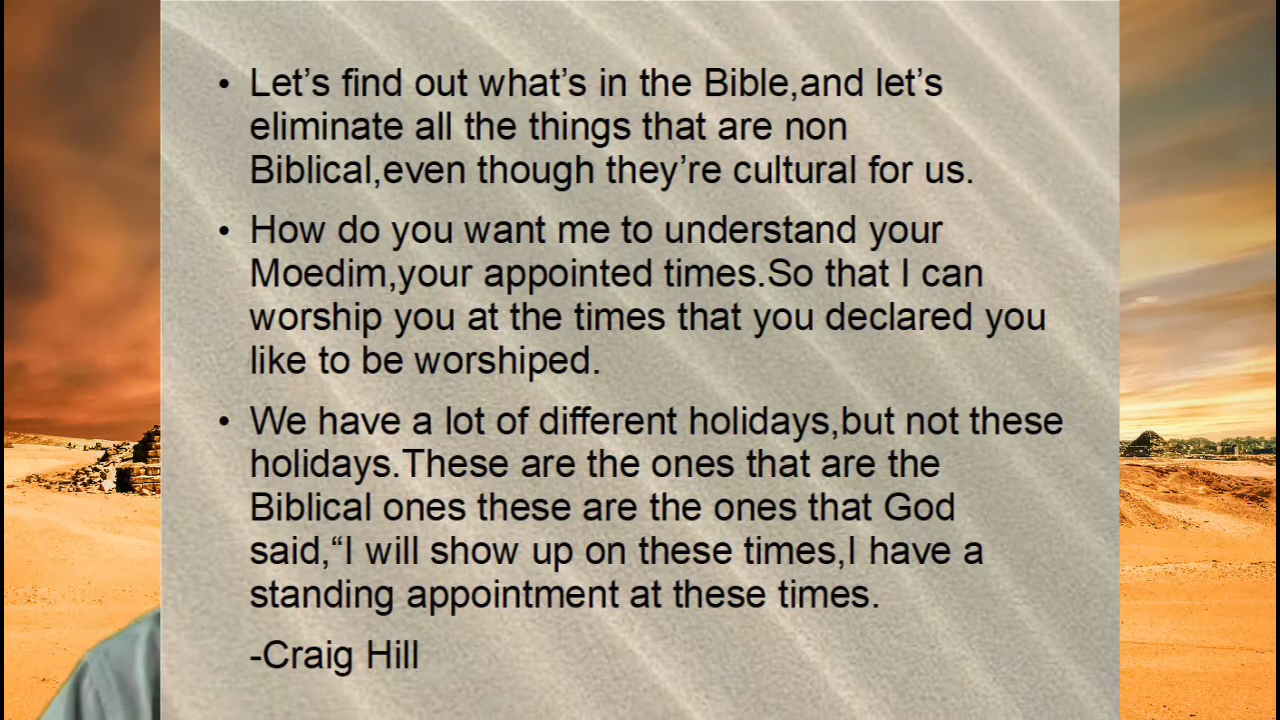 • Let’s find out what’s in the Bible,and let’s
eliminate all the things that are non
Biblical,even though they’re cultural for us.
• How do you want me to understand your
Moedim,your appointed times.So that I can
worship you at the times that you declared you
like to be worshiped.
• We have a lot of different holidays,but not these
holidays.These are the ones that are the
Biblical ones these are the ones that God
said,“I will show up on these times,I have a
standing appointment at these times.
-Craig Hill